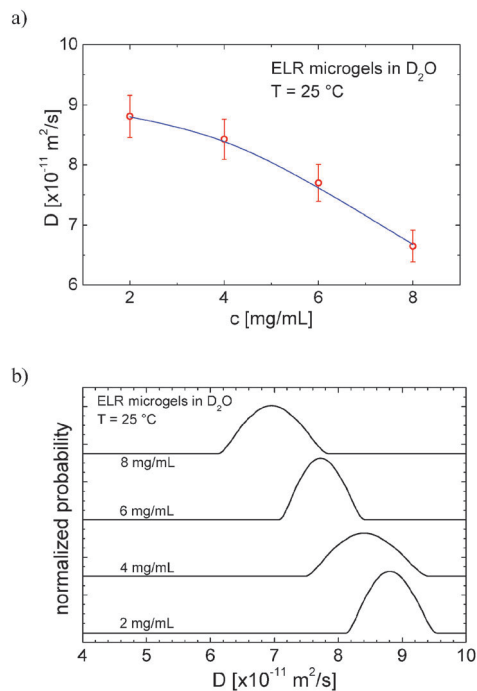 a)
10
9
8
7
6
D [x10⁻¹¹ m²/s]
ELR microgels in D₂O
T = 25 °C
2
4
6
8
c [mg/mL]
b)
ELR microgels in D₂O
T = 25 °C
8 mg/mL
6 mg/mL
4 mg/mL
2 mg/mL
normalized probability
4
5
6
7
8
9
10
D [x10⁻¹¹ m²/s]